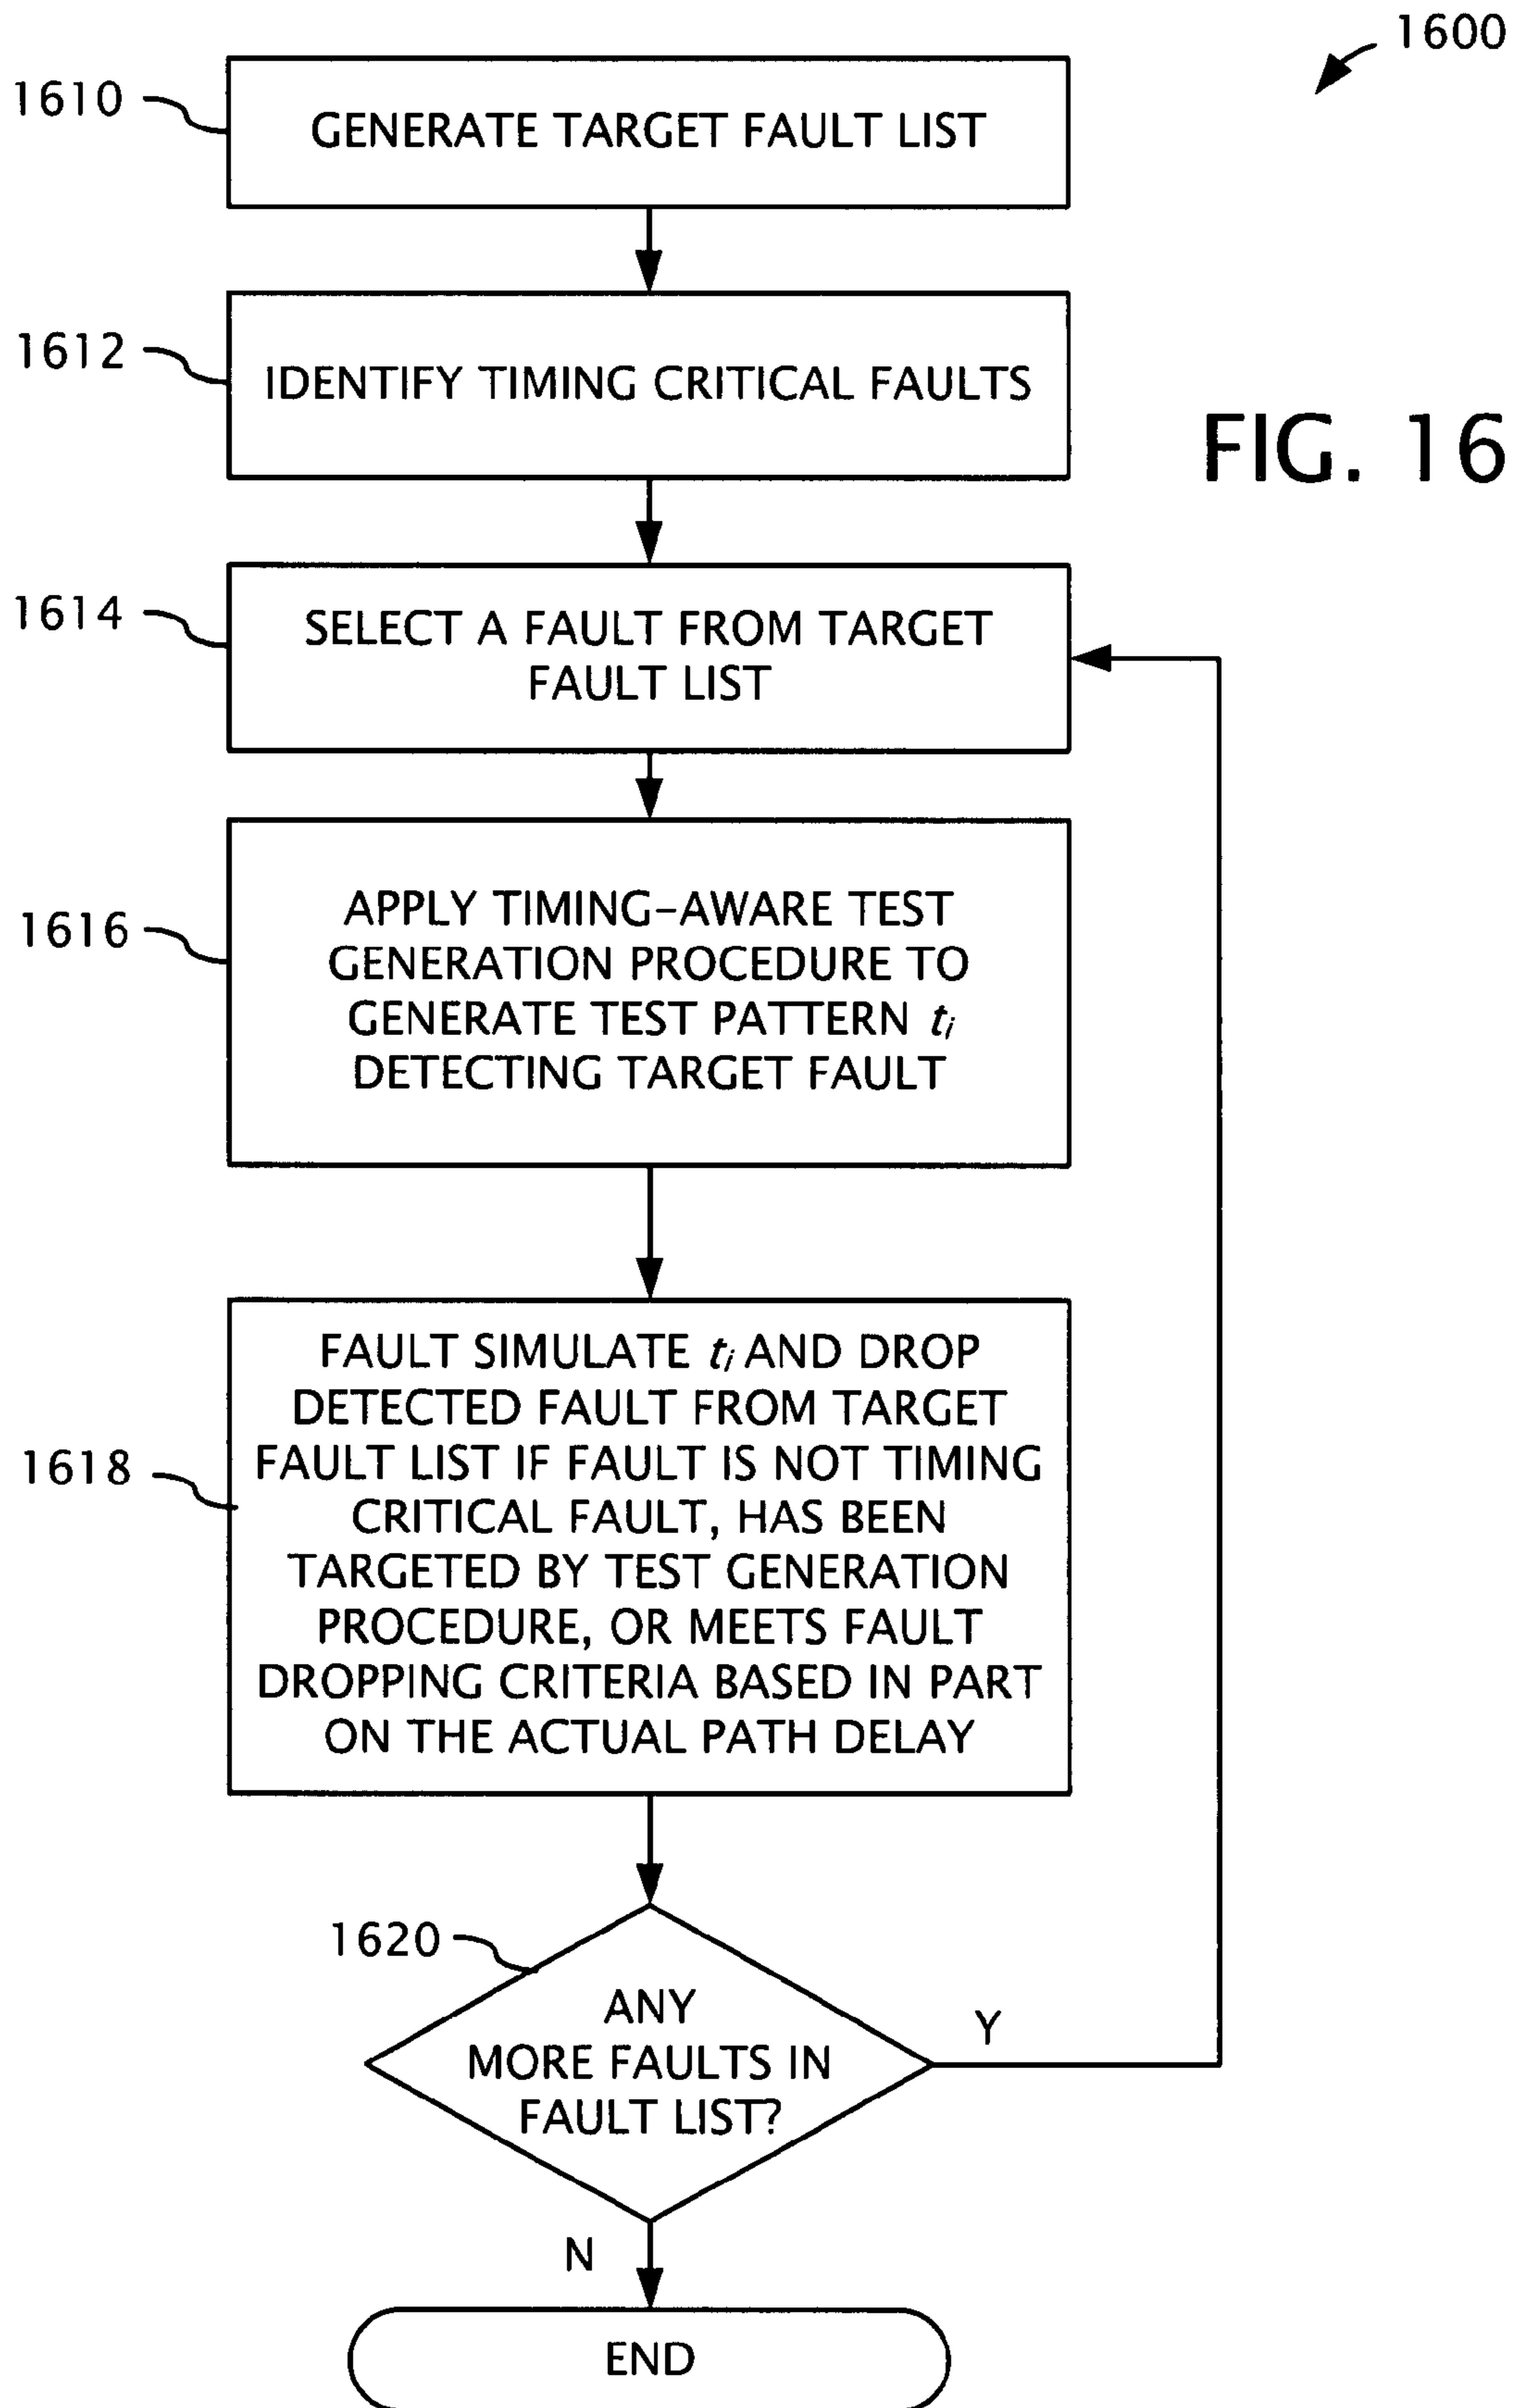 1600
1610
GENERATE TARGET FAULT LIST
1612
IDENTIFY TIMING CRITICAL FAULTS
FIG. 16
1614
SELECT A FAULT FROM TARGET
FAULT LIST
1616
APPLY TIMING-AWARE TEST
GENERATION PROCEDURE TO
GENERATE TEST PATTERN ti
DETECTING TARGET FAULT
1618
FAULT SIMULATE ti AND DROP
DETECTED FAULT FROM TARGET
FAULT LIST IF FAULT IS NOT TIMING
CRITICAL FAULT, HAS BEEN
TARGETED BY TEST GENERATION
PROCEDURE, OR MEETS FAULT
DROPPING CRITERIA BASED IN PART
ON THE ACTUAL PATH DELAY
1620
ANY
MORE FAULTS IN
FAULT LIST?
Y
N
END